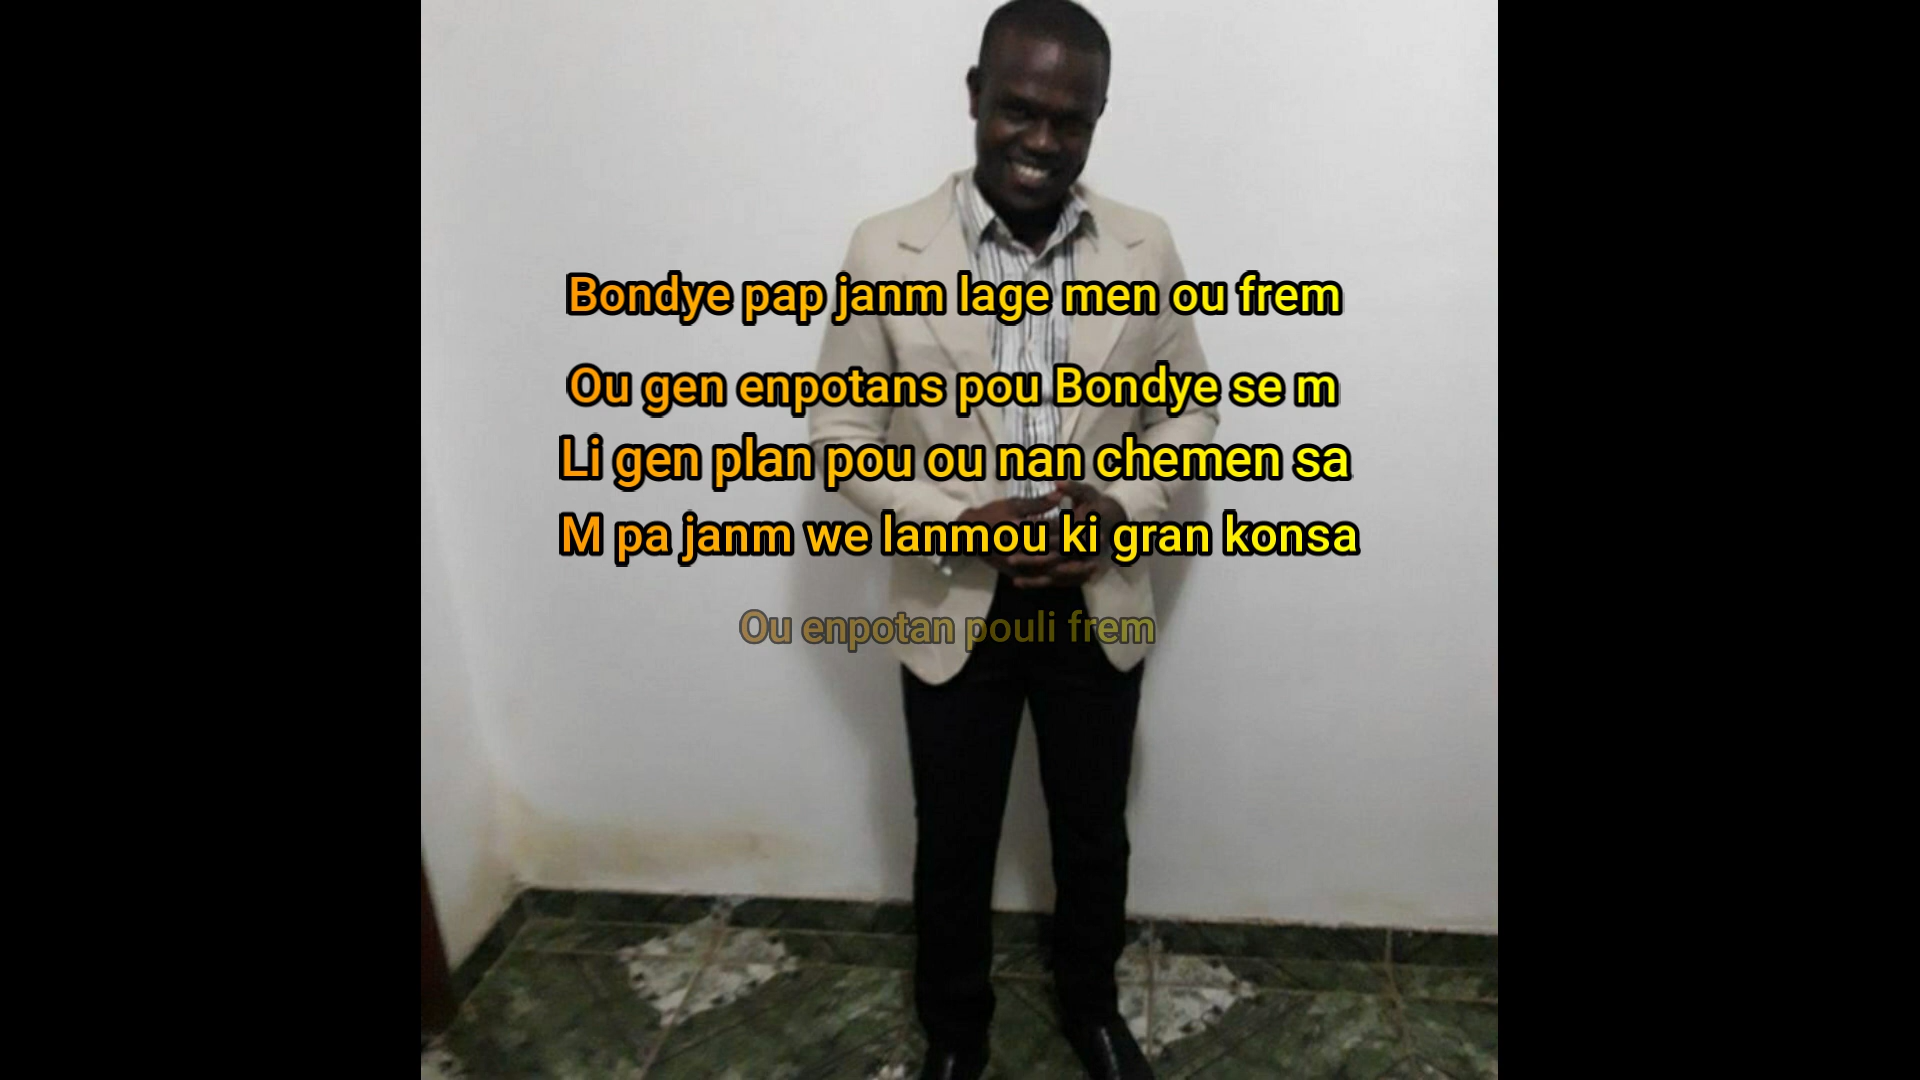 Bondye pap janm lage men ou frem
Ou gen enpotans pou Bondye se m
Li gen plan pou ou nan chemen sa
M pa janm we lanmou ki gran konsa
Ou enpotan pouli frem